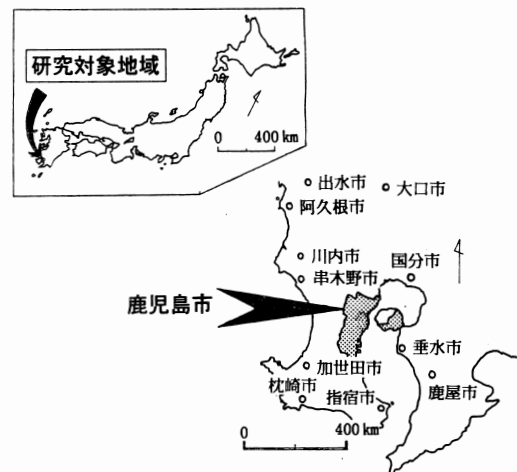 研究対象地域
0 400 km
出水市
大口市
阿久根市
川内市
国分市
串木野市
鹿児島市
垂水市
加世田市
枕崎市
指宿市
鹿屋市
0 400 km